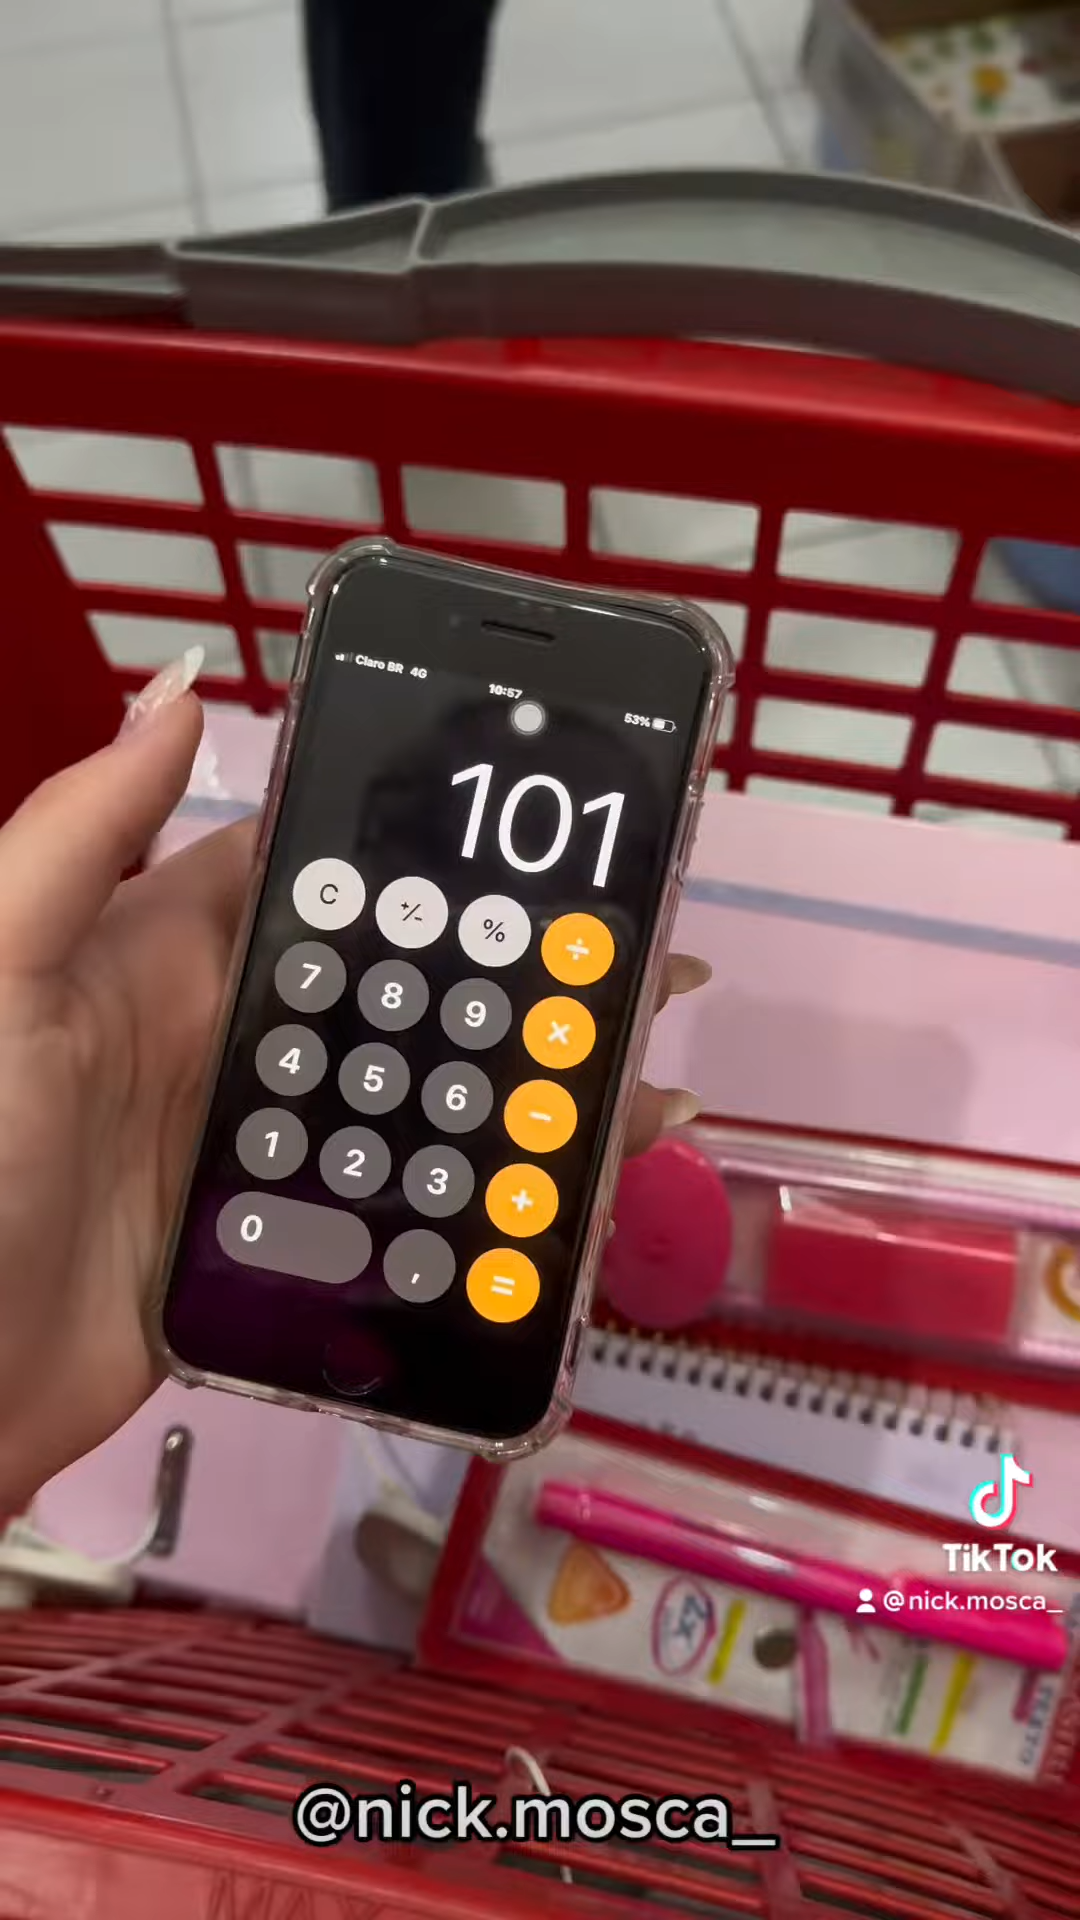 Claro BR 4G
10:57
53%
101
C +/- % ÷
7 8 9 ×
4 5 6 −
1 2 3 +
0 , =
TikTok
@nick.mosca_
@nick.mosca_